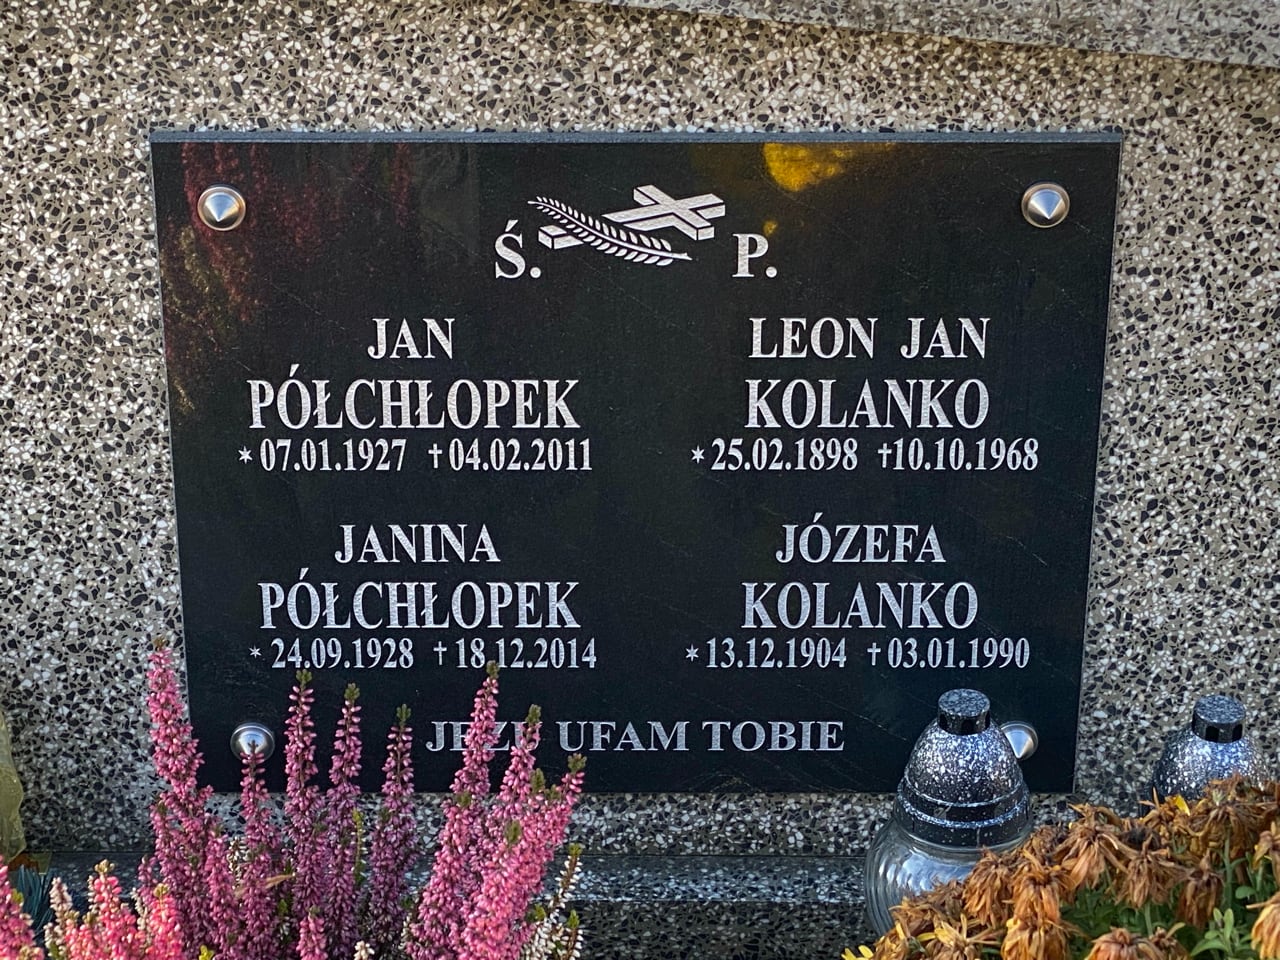 Ś. P.
JAN
PÓŁCHŁOPEK
*07.01.1927 †04.02.2011
LEON JAN
KOLANKO
*25.02.1898 †10.10.1968
JANINA
PÓŁCHŁOPEK
*24.09.1928 †18.12.2014
JÓZEFA
KOLANKO
*13.12.1904 †03.01.1990
JEZU UFAM TOBIE